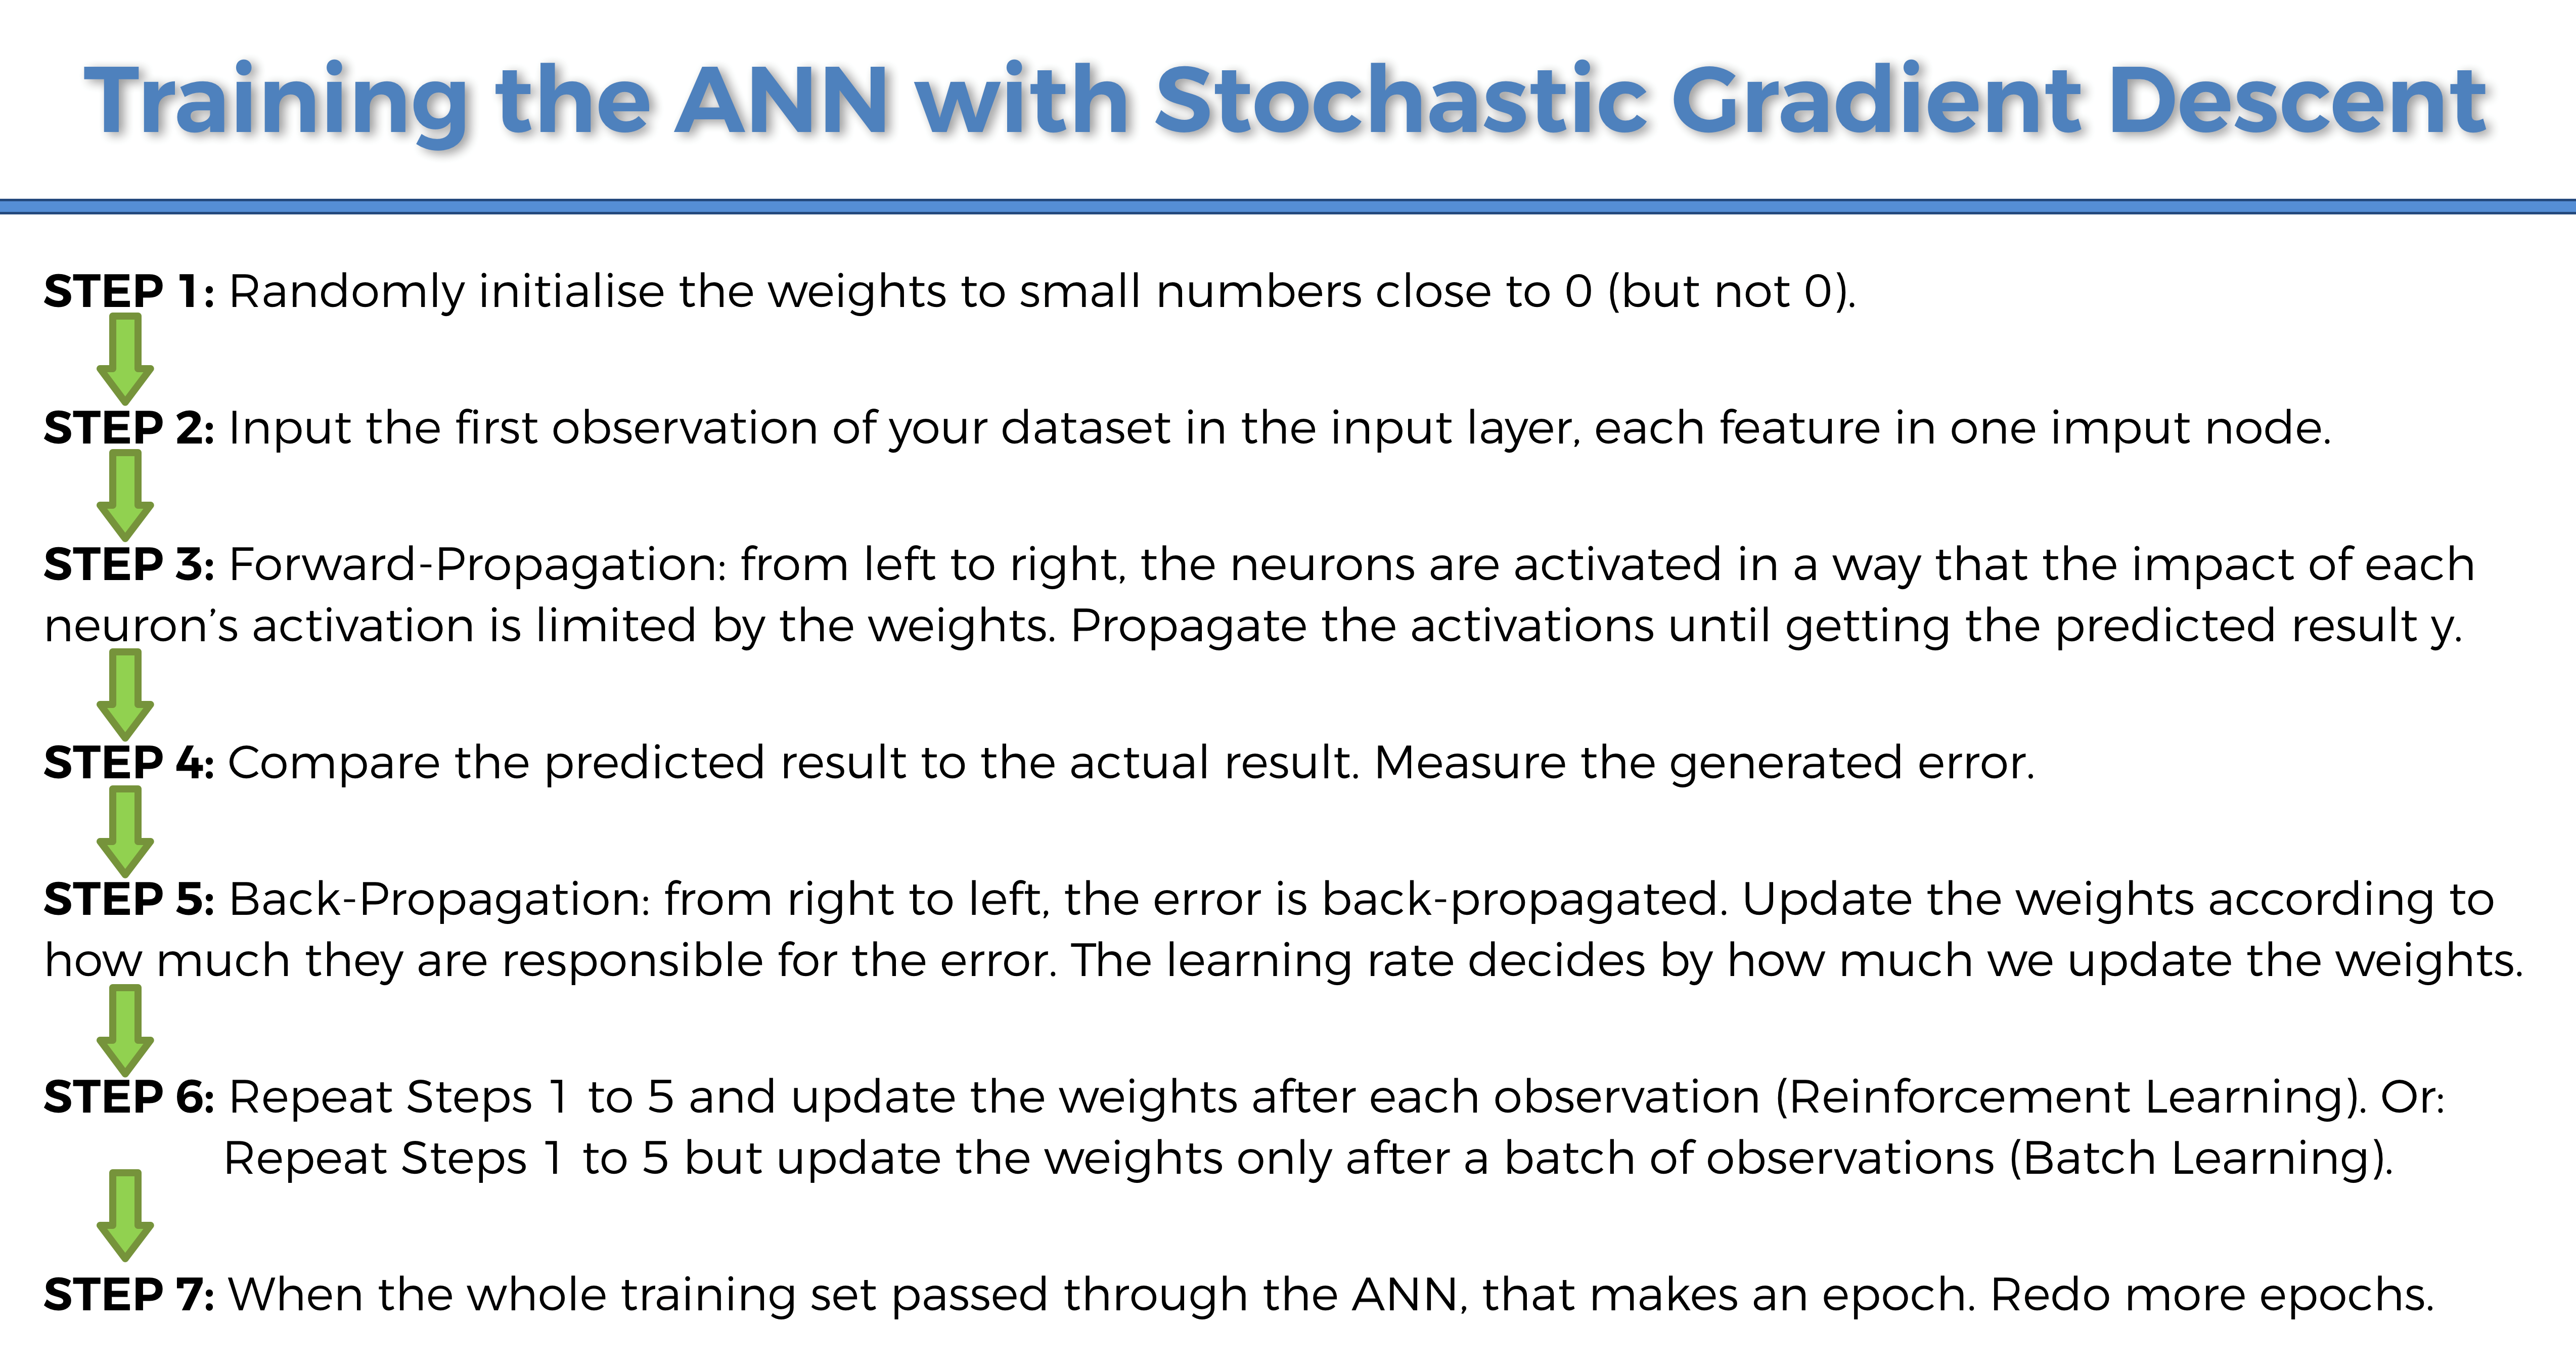 Training the ANN with Stochastic Gradient Descent
STEP 1: Randomly initialise the weights to small numbers close to 0 (but not 0).
STEP 2: Input the first observation of your dataset in the input layer, each feature in one imput node.
STEP 3: Forward-Propagation: from left to right, the neurons are activated in a way that the impact of each
neuron’s activation is limited by the weights. Propagate the activations until getting the predicted result y.
STEP 4: Compare the predicted result to the actual result. Measure the generated error.
STEP 5: Back-Propagation: from right to left, the error is back-propagated. Update the weights according to
how much they are responsible for the error. The learning rate decides by how much we update the weights.
STEP 6: Repeat Steps 1 to 5 and update the weights after each observation (Reinforcement Learning). Or:
Repeat Steps 1 to 5 but update the weights only after a batch of observations (Batch Learning).
STEP 7: When the whole training set passed through the ANN, that makes an epoch. Redo more epochs.